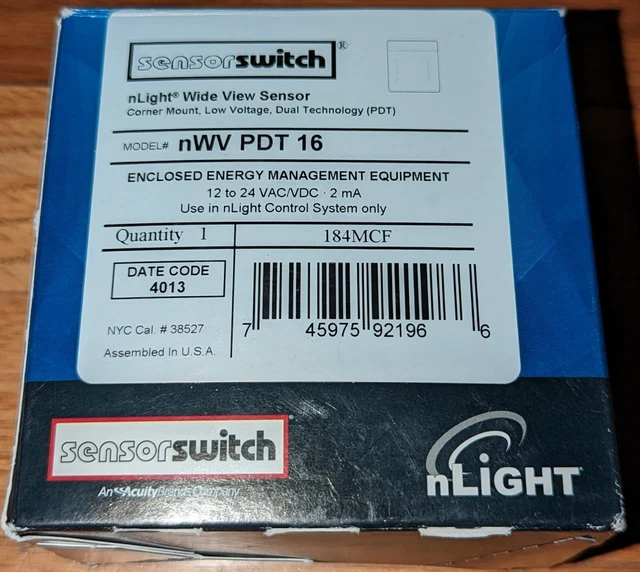 sensorswitch®
nLight® Wide View Sensor
Corner Mount, Low Voltage, Dual Technology (PDT)
MODEL# nWV PDT 16
ENCLOSED ENERGY MANAGEMENT EQUIPMENT
12 to 24 VAC/VDC · 2 mA
Use in nLight Control System only
Quantity 1 184MCF
DATE CODE
4013
NYC Cal. # 38527
Assembled In U.S.A.
7 45975 92196 6
sensorswitch
An AcuityBrands Company
nLIGHT